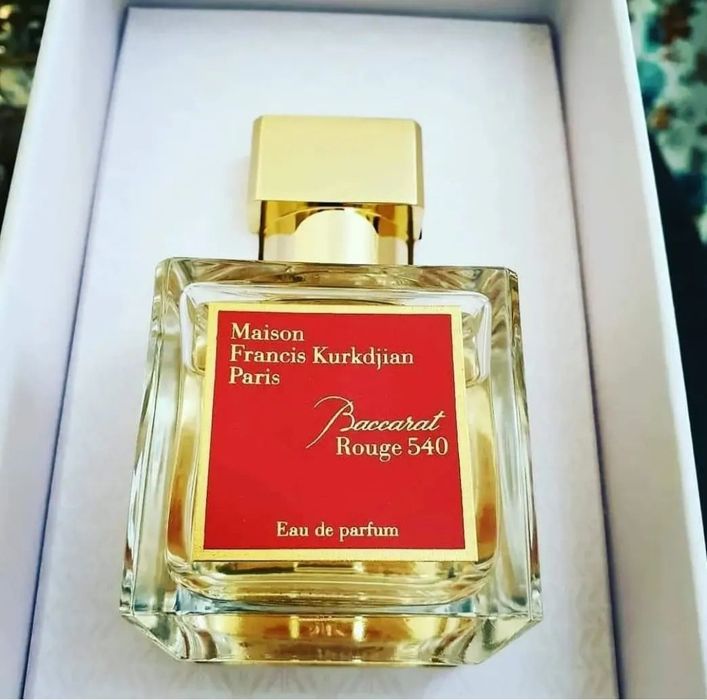 Maison
Francis Kurkdjian
Paris
Baccarat
Rouge 540
Eau de parfum